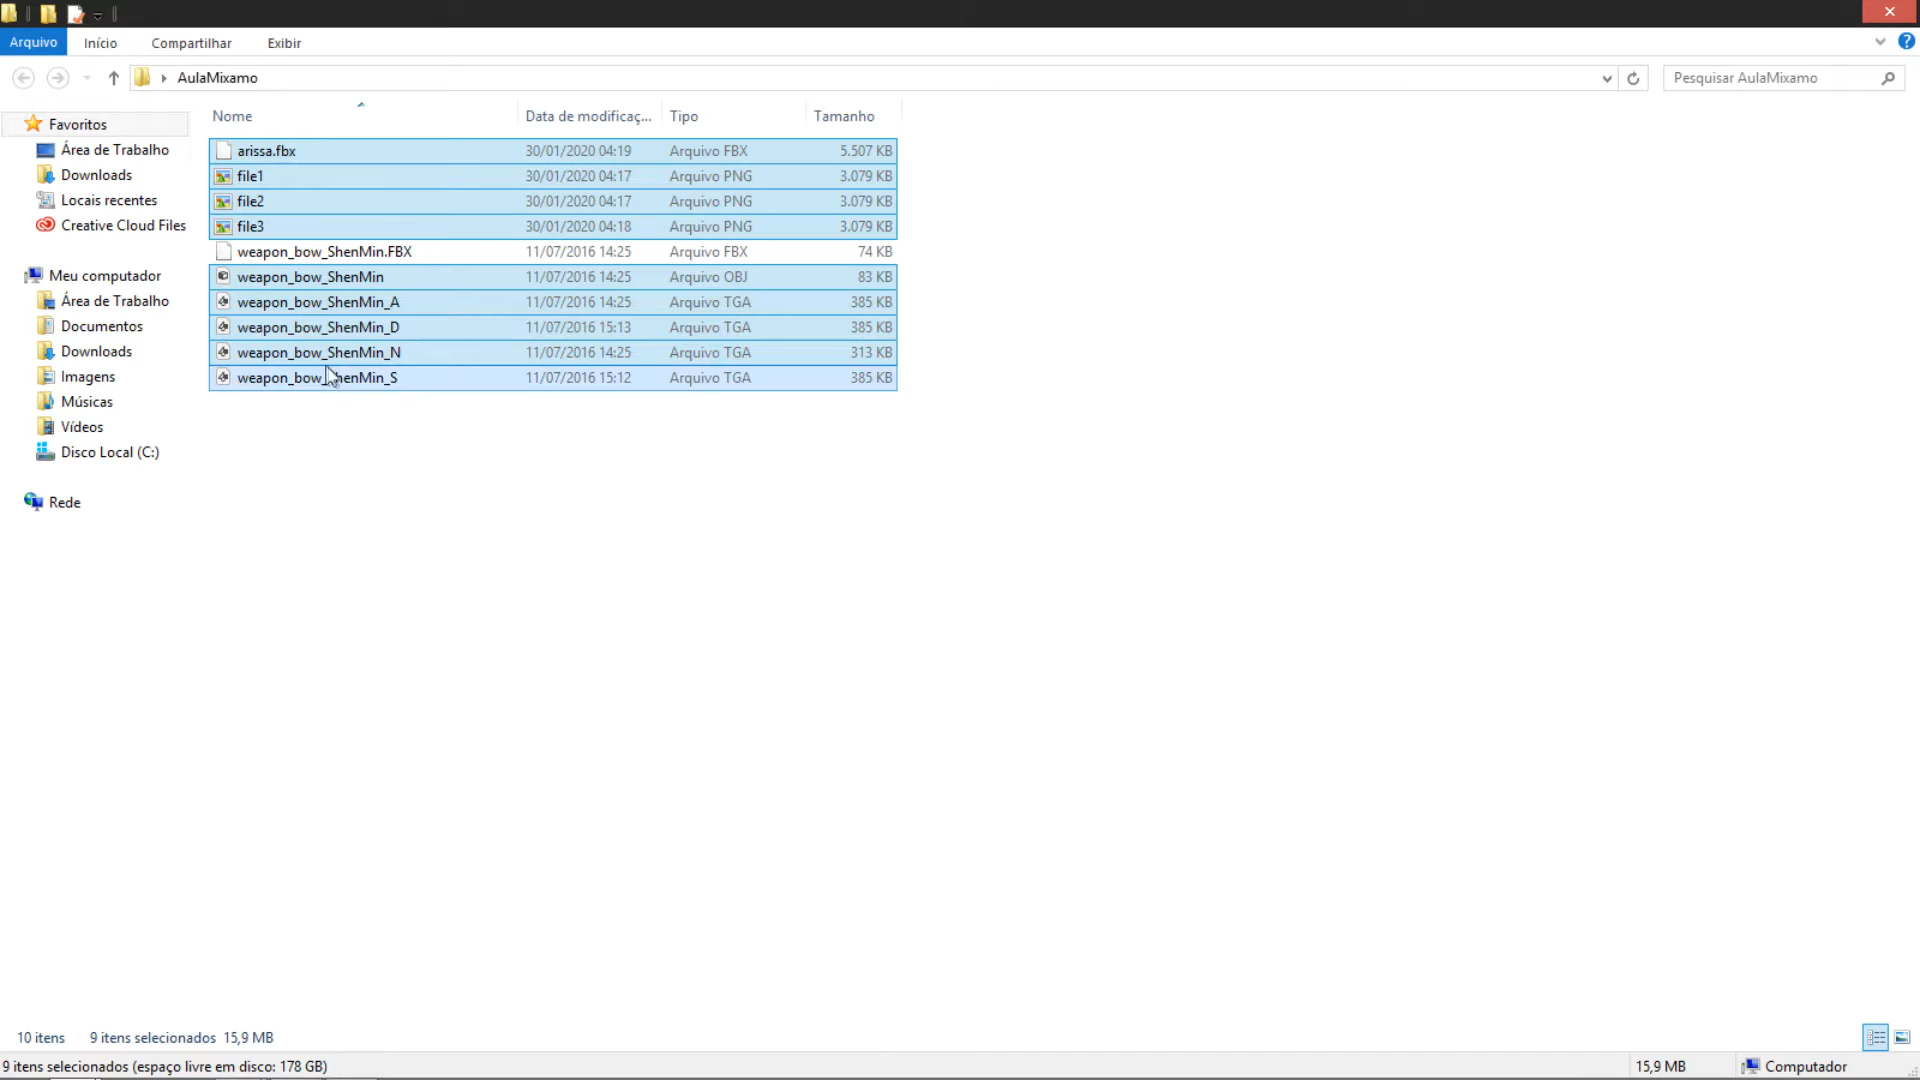 Arquivo Início Compartilhar Exibir
AulaMixamo Pesquisar AulaMixamo
Nome Data de modificaç... Tipo Tamanho
Favoritos
Área de Trabalho
Downloads
Locais recentes
Creative Cloud Files
Meu computador
Área de Trabalho
Documentos
Downloads
Imagens
Músicas
Vídeos
Disco Local (C:)
Rede
arissa.fbx 30/01/2020 04:19 Arquivo FBX 5.507 KB
file1 30/01/2020 04:17 Arquivo PNG 3.079 KB
file2 30/01/2020 04:17 Arquivo PNG 3.079 KB
file3 30/01/2020 04:18 Arquivo PNG 3.079 KB
weapon_bow_ShenMin.FBX 11/07/2016 14:25 Arquivo FBX 74 KB
weapon_bow_ShenMin 11/07/2016 14:25 Arquivo OBJ 83 KB
weapon_bow_ShenMin_A 11/07/2016 14:25 Arquivo TGA 385 KB
weapon_bow_ShenMin_D 11/07/2016 15:13 Arquivo TGA 385 KB
weapon_bow_ShenMin_N 11/07/2016 14:25 Arquivo TGA 313 KB
weapon_bow_ShenMin_S 11/07/2016 15:12 Arquivo TGA 385 KB
10 itens 9 itens selecionados 15,9 MB
9 itens selecionados (espaço livre em disco: 178 GB) 15,9 MB Computador